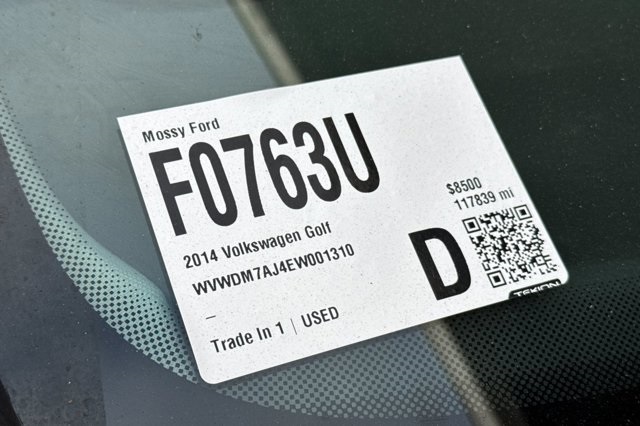 Mossy Ford
F0763U
$8500
117839 mi
2014 Volkswagen Golf
WVWDM7AJ4EW001310
D
–
Trade In 1 | USED
TEKION